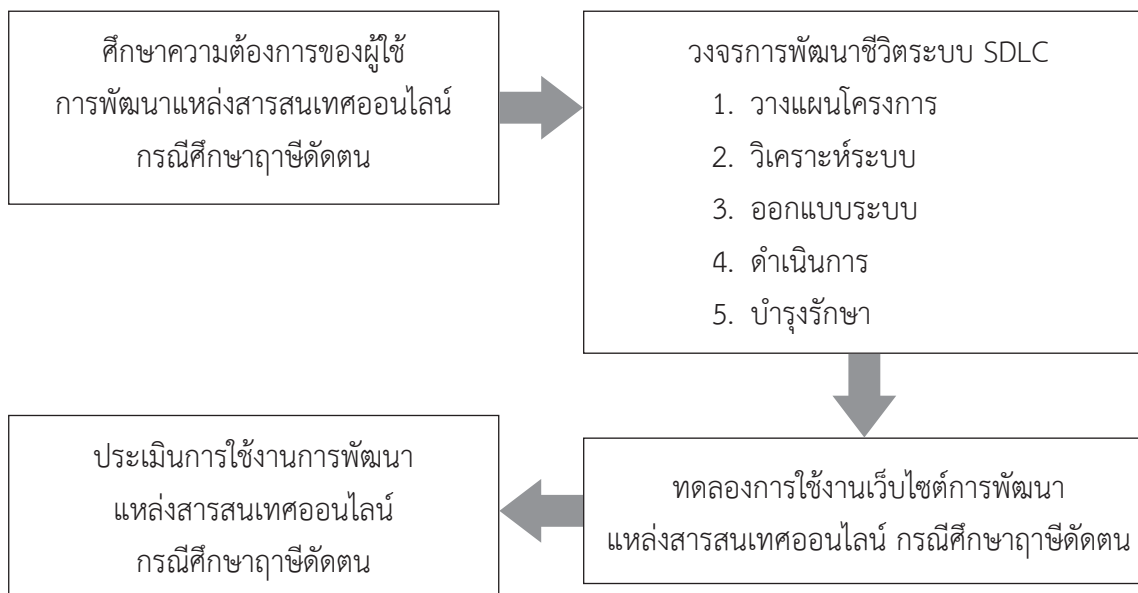 ศึกษาความต้องการของผู้ใช้
การพัฒนาแหล่งสารสนเทศออนไลน์
กรณีศึกษาฤาษีดัดตน
วงจรการพัฒนาชีวิตระบบ SDLC
1. วางแผนโครงการ
2. วิเคราะห์ระบบ
3. ออกแบบระบบ
4. ดำเนินการ
5. บำรุงรักษา
ทดลองการใช้งานเว็บไซต์การพัฒนา
แหล่งสารสนเทศออนไลน์ กรณีศึกษาฤาษีดัดตน
ประเมินการใช้งานการพัฒนา
แหล่งสารสนเทศออนไลน์
กรณีศึกษาฤาษีดัดตน